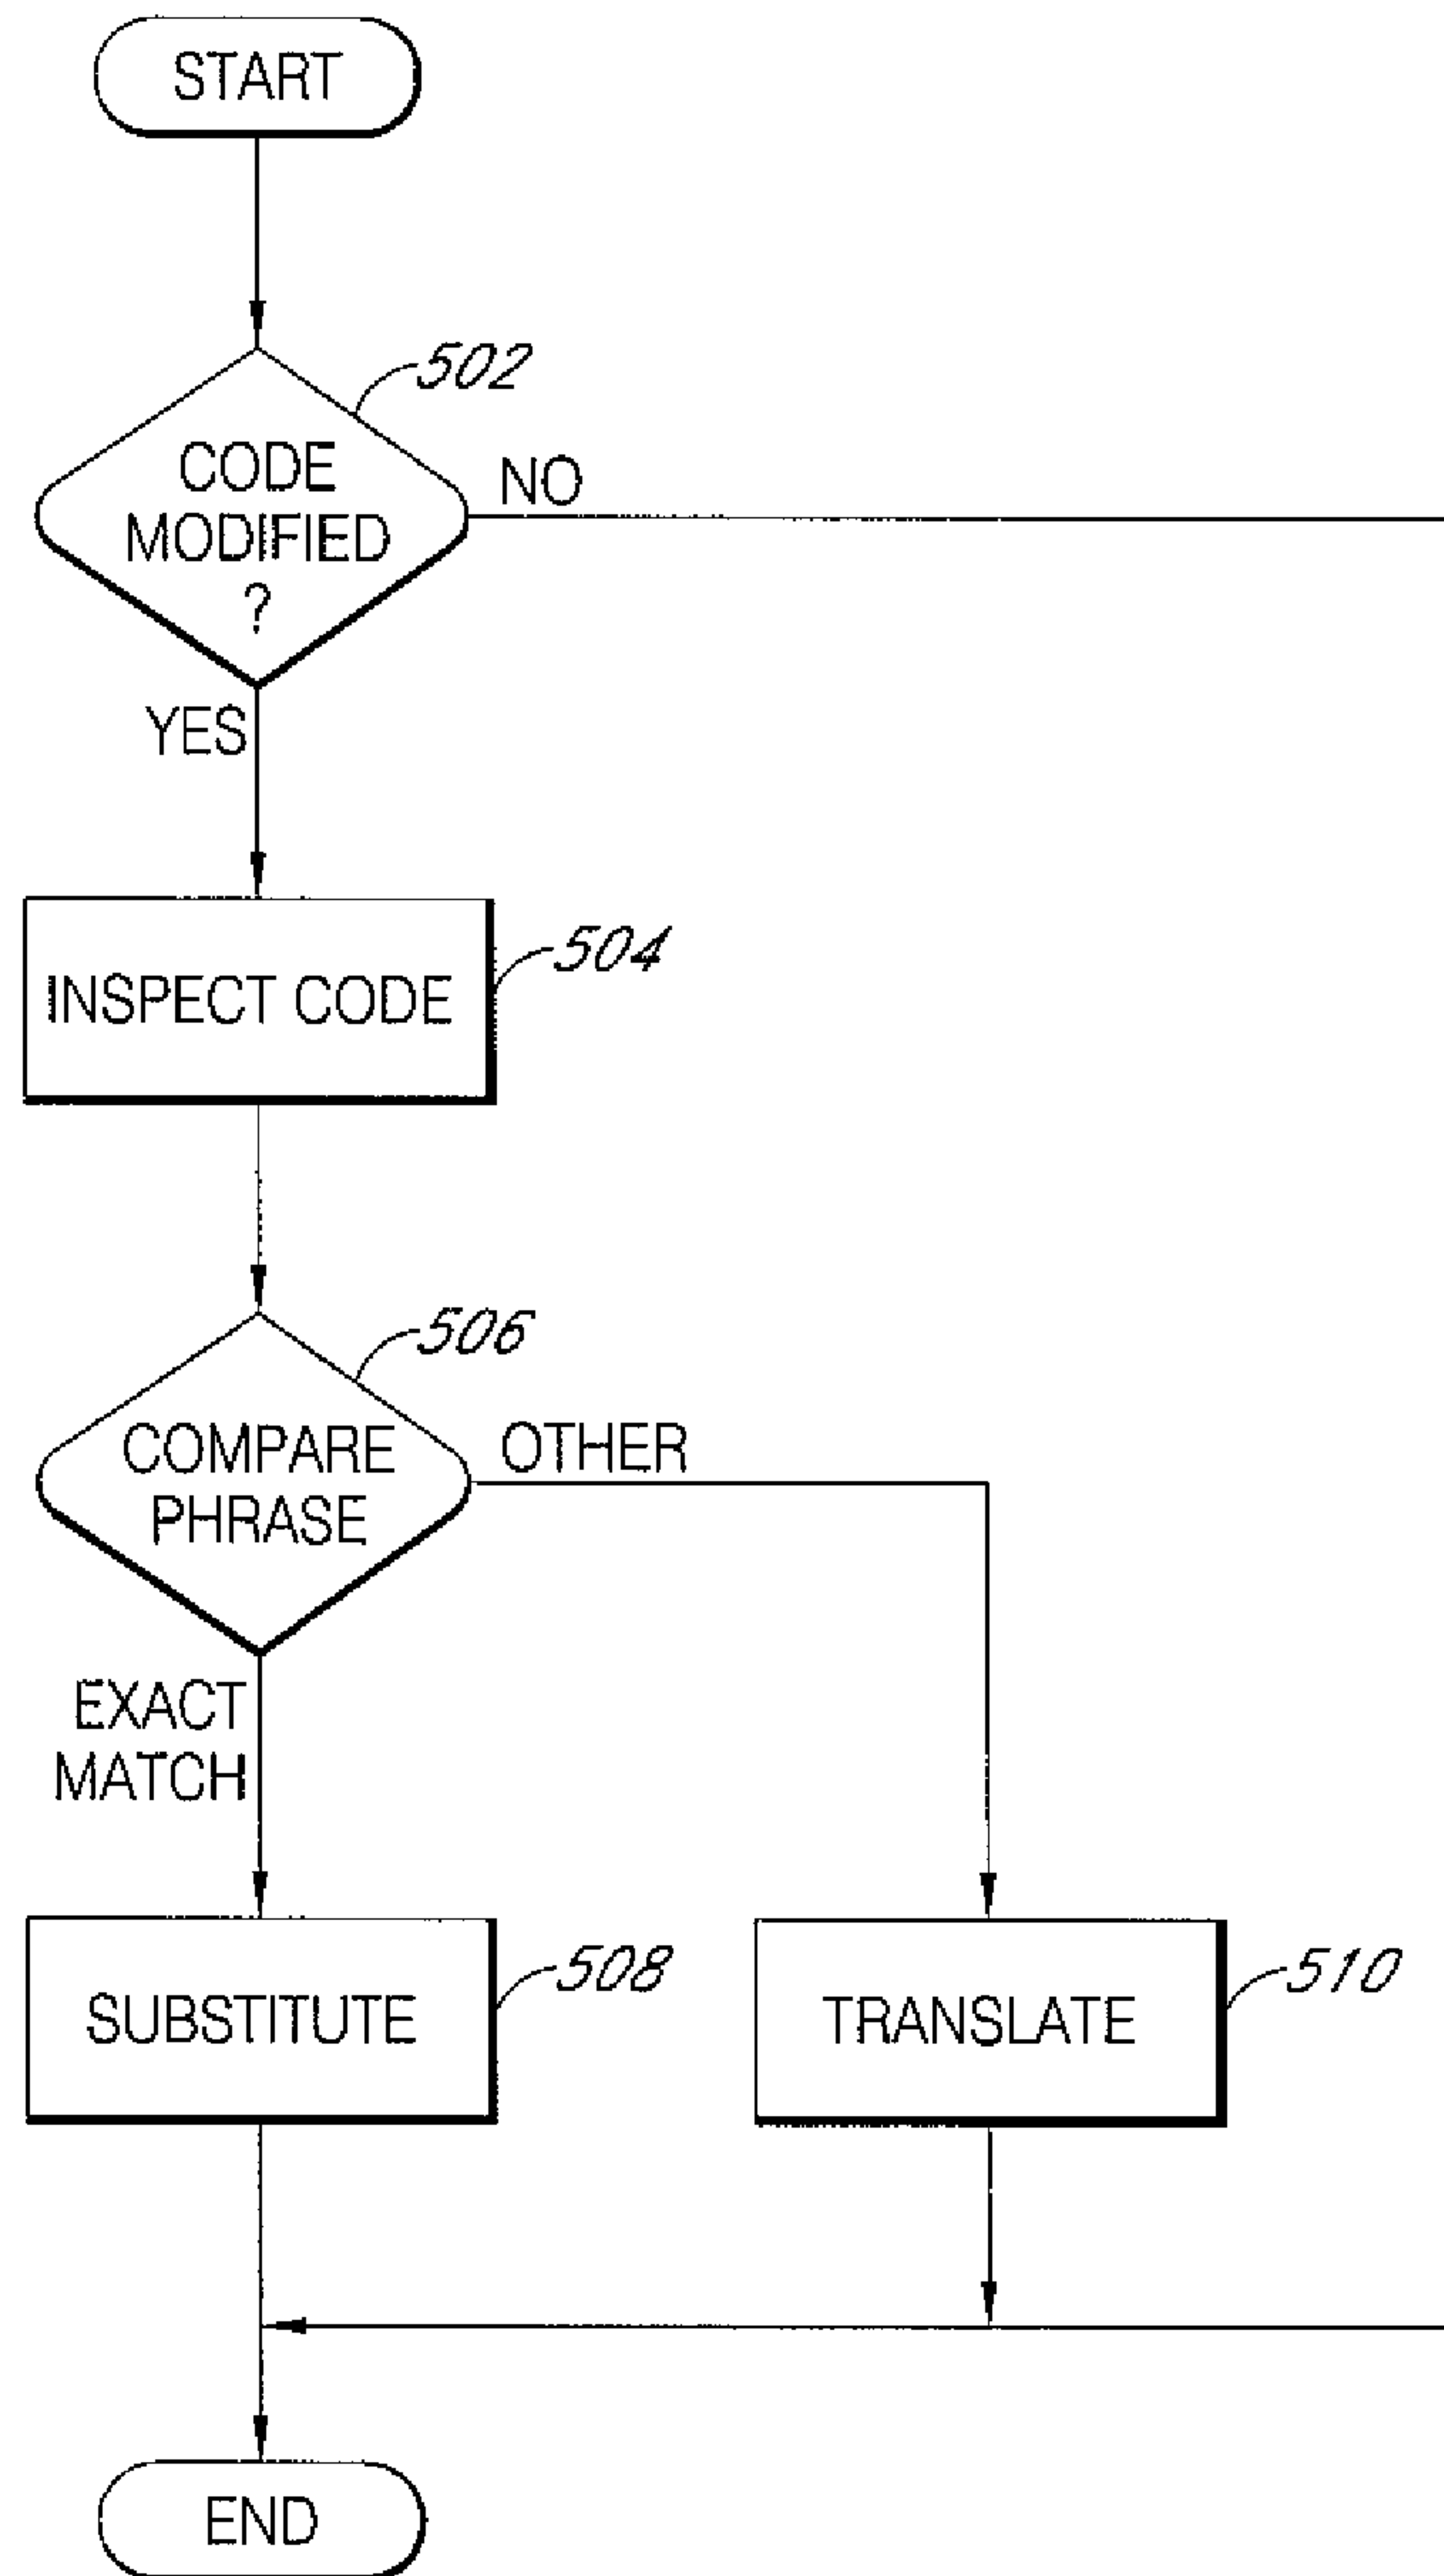 START
502
CODE
MODIFIED
?
NO
YES
504
INSPECT CODE
506
COMPARE
PHRASE
OTHER
EXACT
MATCH
508
SUBSTITUTE
510
TRANSLATE
END